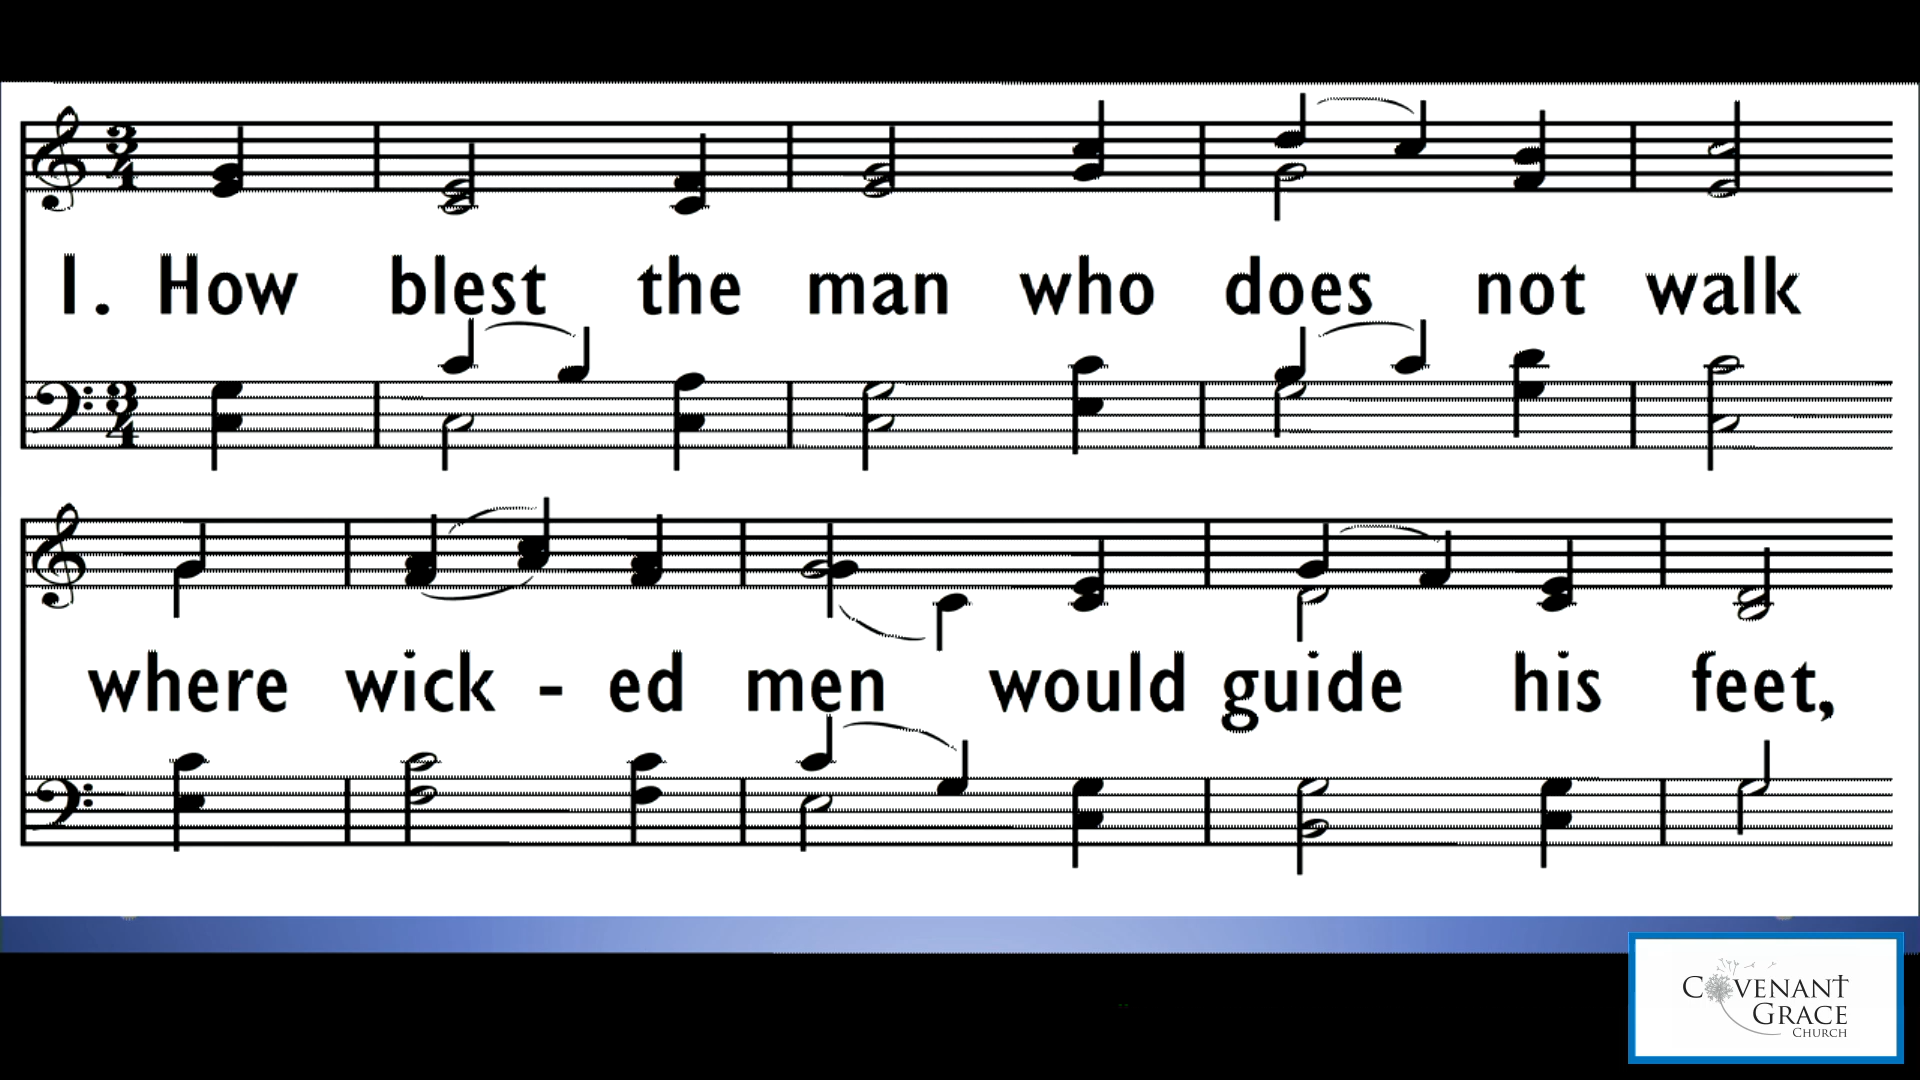 1. How blest the man who does not walk
where wick - ed men would guide his feet,
COVENANT
GRACE
CHURCH